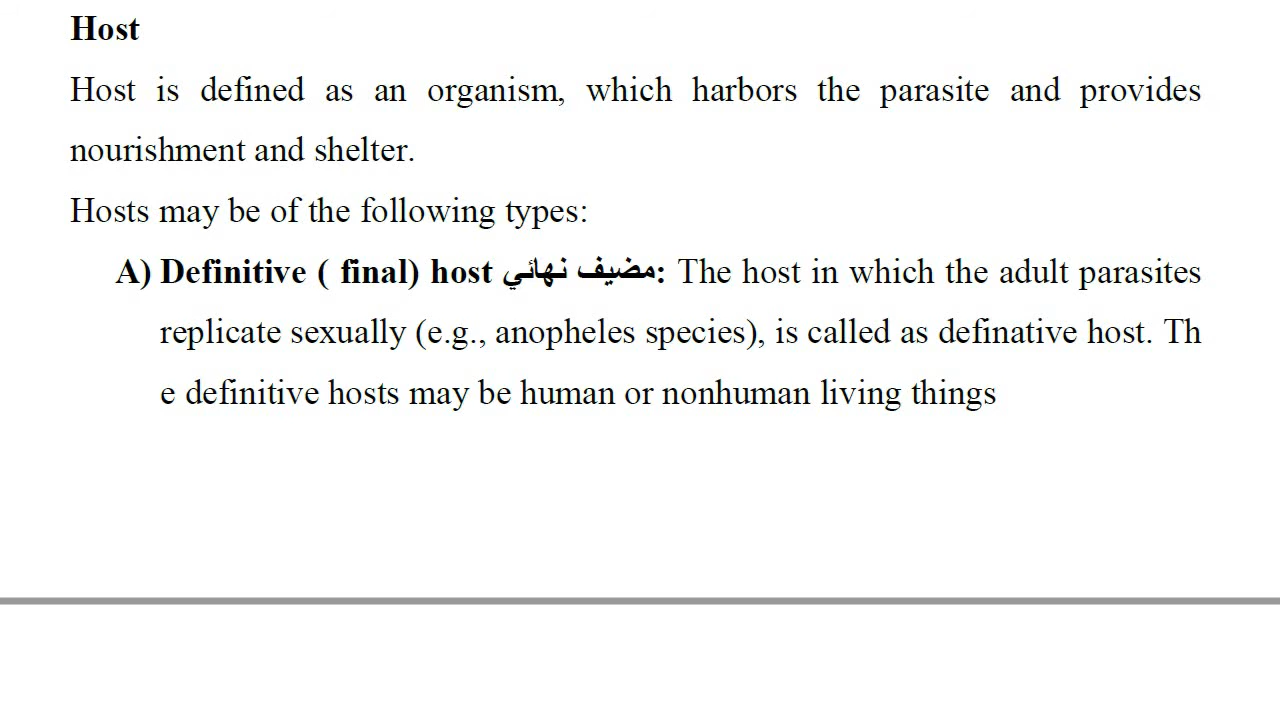 Host
Host is defined as an organism, which harbors the parasite and provides
nourishment and shelter.
Hosts may be of the following types:
A) Definitive ( final) host مضيف نهائي: The host in which the adult parasites
replicate sexually (e.g., anopheles species), is called as definative host. Th
e definitive hosts may be human or nonhuman living things